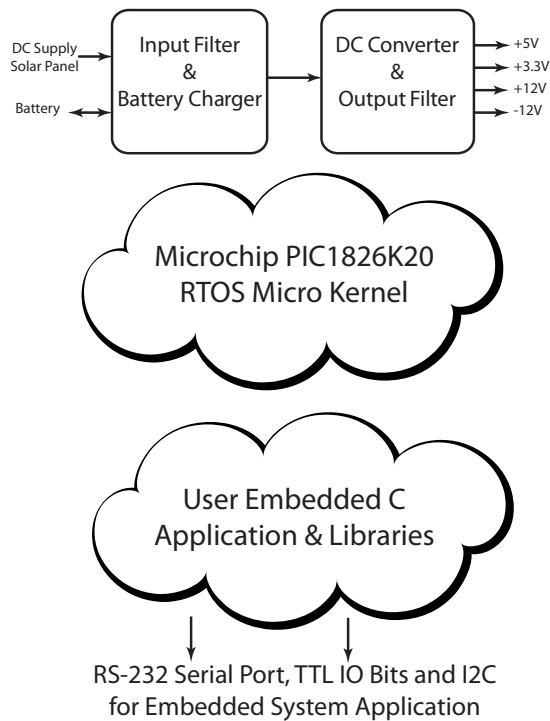 DC Supply
Solar Panel
Battery
Input Filter
&
Battery Charger
DC Converter
&
Output Filter
+5V
+3.3V
+12V
-12V
Microchip PIC1826K20
RTOS Micro Kernel
User Embedded C
Application & Libraries
RS-232 Serial Port, TTL IO Bits and I2C
for Embedded System Application